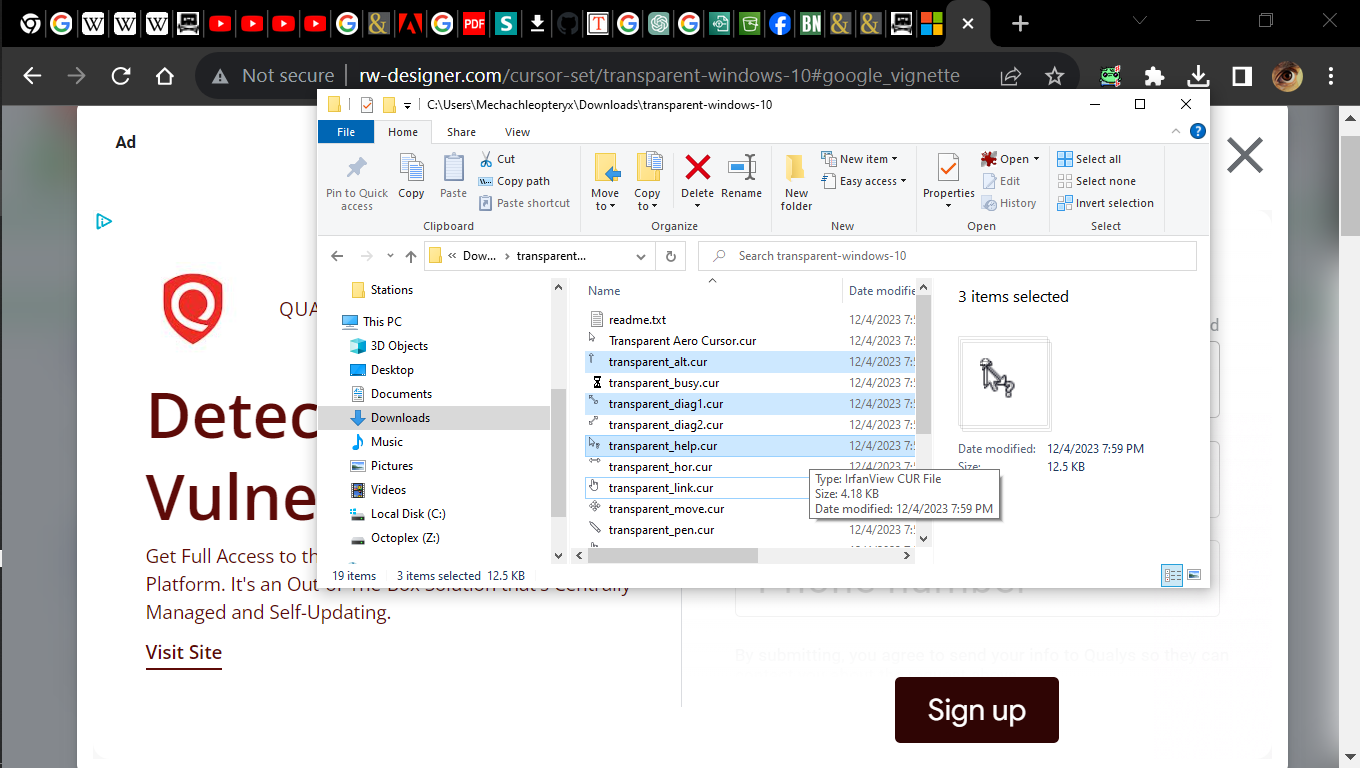 Not secure | rw-designer.com/cursor-set/transparent-windows-10#google_vignette
C:\Users\Mechachleopteryx\Downloads\transparent-windows-10
File Home Share View
Pin to Quick access
Copy
Paste
Cut
Copy path
Paste shortcut
Clipboard
Move to
Copy to
Delete
Rename
Organize
New folder
New item
Easy access
New
Properties
Open
Edit
History
Open
Select all
Select none
Invert selection
Select
« Dow... › transparent...
Search transparent-windows-10
Stations
This PC
3D Objects
Desktop
Documents
Downloads
Music
Pictures
Videos
Local Disk (C:)
Octoplex (Z:)
Name Date modifie
readme.txt 12/4/2023 7:5
Transparent Aero Cursor.cur 12/4/2023 7:5
transparent_alt.cur 12/4/2023 7:5
transparent_busy.cur 12/4/2023 7:5
transparent_diag1.cur 12/4/2023 7:5
transparent_diag2.cur 12/4/2023 7:5
transparent_help.cur 12/4/2023 7:5
transparent_hor.cur 12/4/2023 7:5
transparent_link.cur
transparent_move.cur
transparent_pen.cur 12/4/2023 7:5
Type: IrfanView CUR File
Size: 4.18 KB
Date modified: 12/4/2023 7:59 PM
3 items selected
Date modified: 12/4/2023 7:59 PM
Size: 12.5 KB
19 items 3 items selected 12.5 KB
Ad
QUA
Detec
Vulne
Get Full Access to th
Platform. It's an Out-of-The Box Solution that's Centrally
Managed and Self-Updating.
Visit Site
Phone number
By submitting, you agree to send your info to Qualys so they can
Sign up